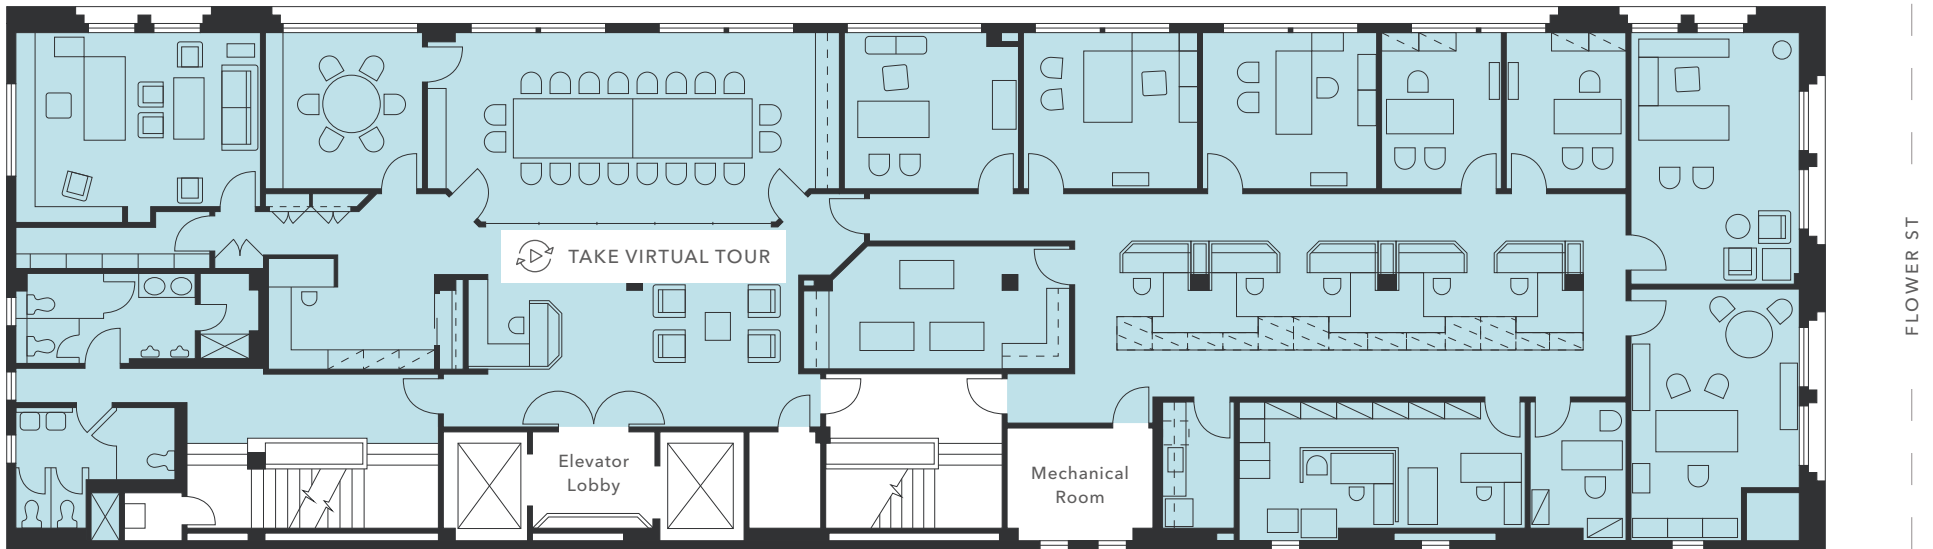 TAKE VIRTUAL TOUR
Elevator
Lobby
Mechanical
Room
FLOWER ST